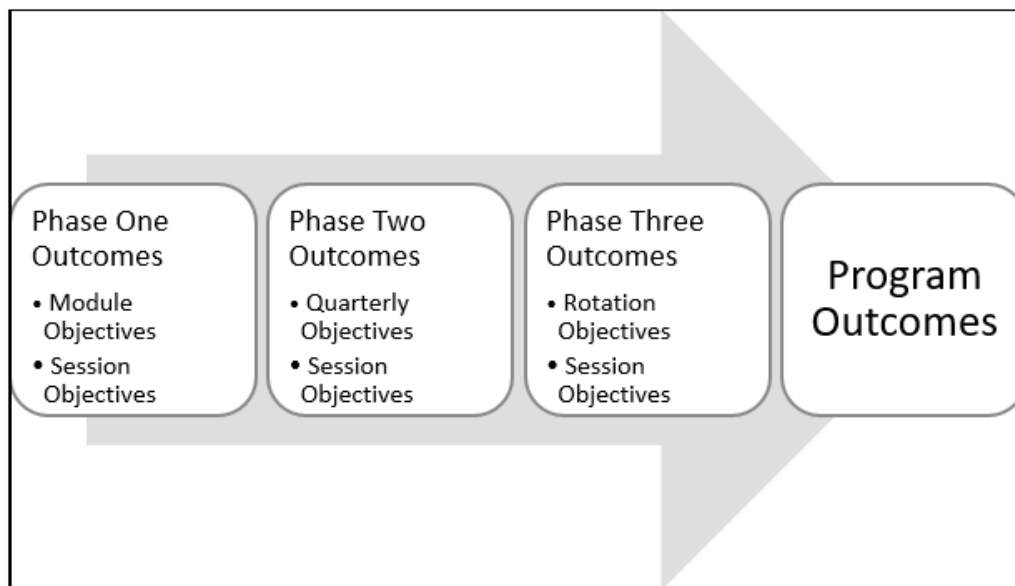 Phase One
Outcomes
• Module
Objectives
• Session
Objectives
Phase Two
Outcomes
• Quarterly
Objectives
• Session
Objectives
Phase Three
Outcomes
• Rotation
Objectives
• Session
Objectives
Program
Outcomes